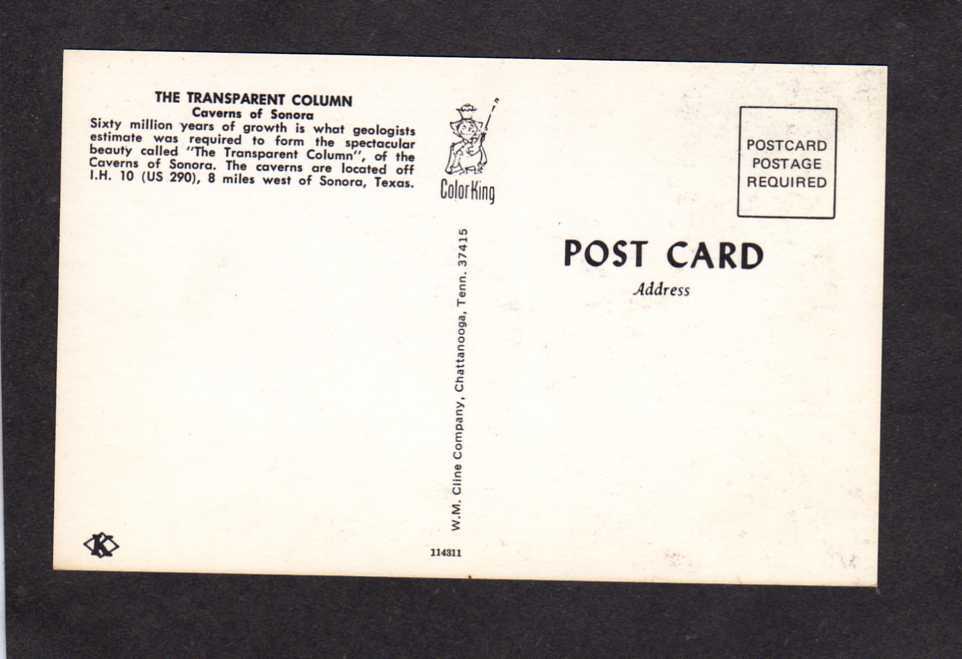 THE TRANSPARENT COLUMN
Caverns of Sonora
Sixty million years of growth is what geologists
estimate was required to form the spectacular
beauty called "The Transparent Column", of the
Caverns of Sonora. The caverns are located off
I.H. 10 (US 290), 8 miles west of Sonora, Texas.
ColorKing
W.M. Cline Company, Chattanooga, Tenn. 37415
POSTCARD
POSTAGE
REQUIRED
POST CARD
Address
K
114311